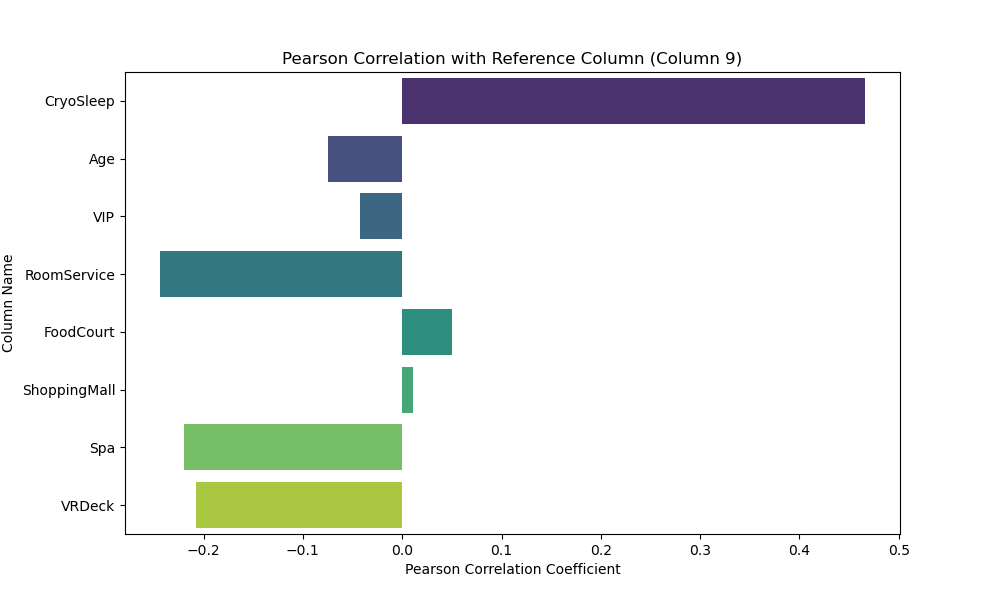 Pearson Correlation with Reference Column (Column 9)
Column Name
CryoSleep
Age
VIP
RoomService
FoodCourt
ShoppingMall
Spa
VRDeck
−0.2 −0.1 0.0 0.1 0.2 0.3 0.4 0.5
Pearson Correlation Coefficient